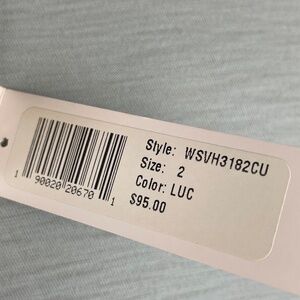 Style: WSVH3182CU
Size: 2
Color: LUC
$95.00
1 90020 20670 1